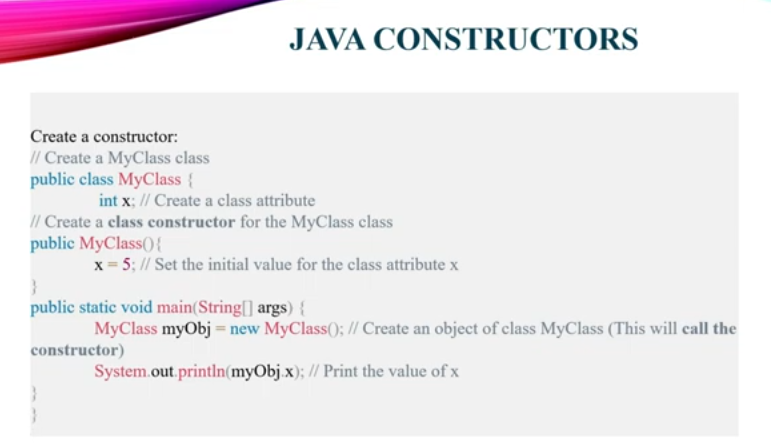 JAVA CONSTRUCTORS
Create a constructor:
// Create a MyClass class
public class MyClass {
int x; // Create a class attribute
// Create a class constructor for the MyClass class
public MyClass(){
x = 5; // Set the initial value for the class attribute x
}
public static void main(String[] args) {
MyClass myObj = new MyClass(); // Create an object of class MyClass (This will call the
constructor)
System.out.println(myObj.x); // Print the value of x
}
}